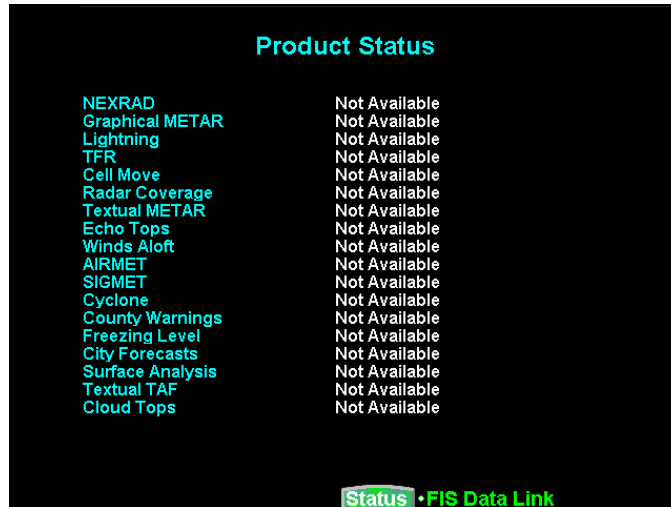 Product Status
NEXRAD Not Available
Graphical METAR Not Available
Lightning Not Available
TFR Not Available
Cell Move Not Available
Radar Coverage Not Available
Textual METAR Not Available
Echo Tops Not Available
Winds Aloft Not Available
AIRMET Not Available
SIGMET Not Available
Cyclone Not Available
County Warnings Not Available
Freezing Level Not Available
City Forecasts Not Available
Surface Analysis Not Available
Textual TAF Not Available
Cloud Tops Not Available
Status •FIS Data Link